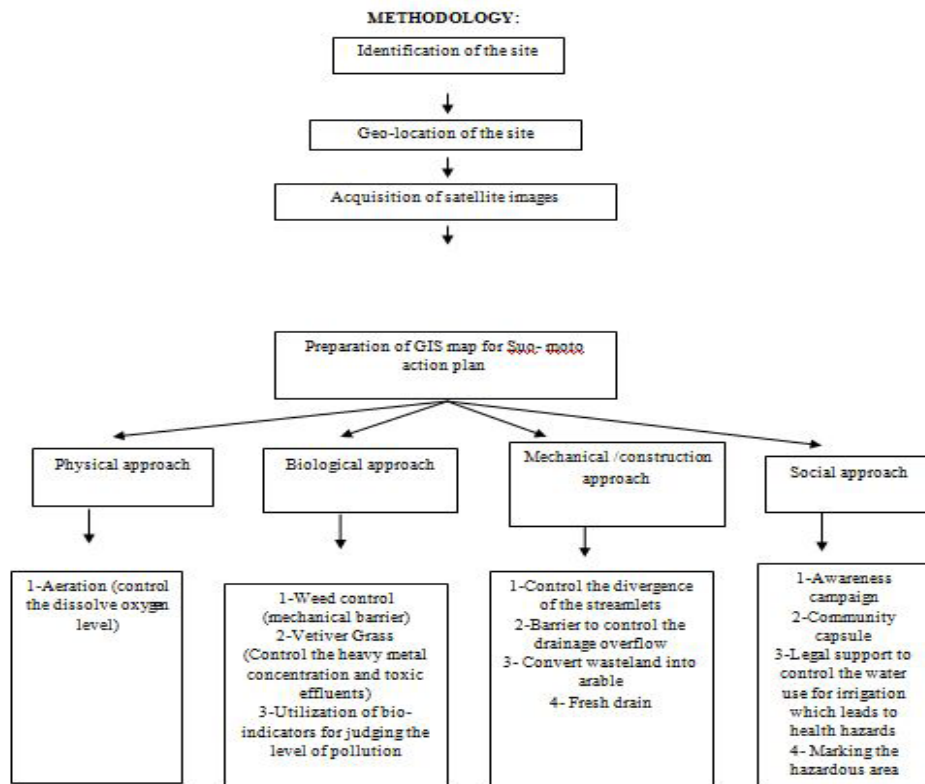 METHODOLOGY:
Identification of the site
Geo-location of the site
Acquisition of satellite images
Preparation of GIS map for Suo- moto
action plan
Physical approach
Biological approach
Mechanical /construction
approach
Social approach
1-Aeration (control
the dissolve oxygen
level)
1-Weed control
(mechanical barrier)
2-Vetiver Grass
(Control the heavy metal
concentration and toxic
effluents)
3-Utilization of bio-
indicators for judging the
level of pollution
1-Control the divergence
of the streamlets
2-Barrier to control the
drainage overflow
3- Convert wasteland into
arable
4- Fresh drain
1-Awareness
campaign
2-Community
capsule
3-Legal support to
control the water
use for irrigation
which leads to
health hazards
4- Marking the
hazardous area